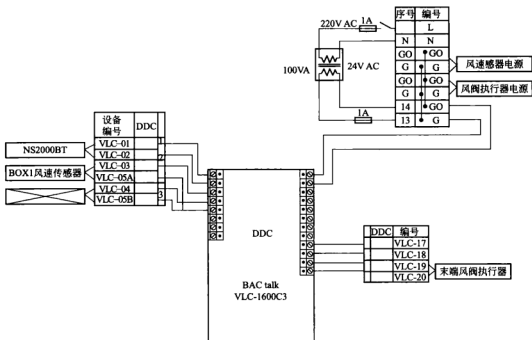 序号 编号
L
N N
GO GO
G G
GO GO
G G
14 GO
13 G
220V AC 1A
100VA 24V AC
1A
风速感器电源
风阀执行器电源
设备编号 DDC
VLC-01 1
VLC-02 2
VLC-03
VLC-05A
VLC-04 3
VLC-05B
NS2000BT
BOX1风速传感器
DDC
BAC talk
VLC-1600C3
DDC 编号
VLC-17
VLC-18
VLC-19
VLC-20
末端风阀执行器